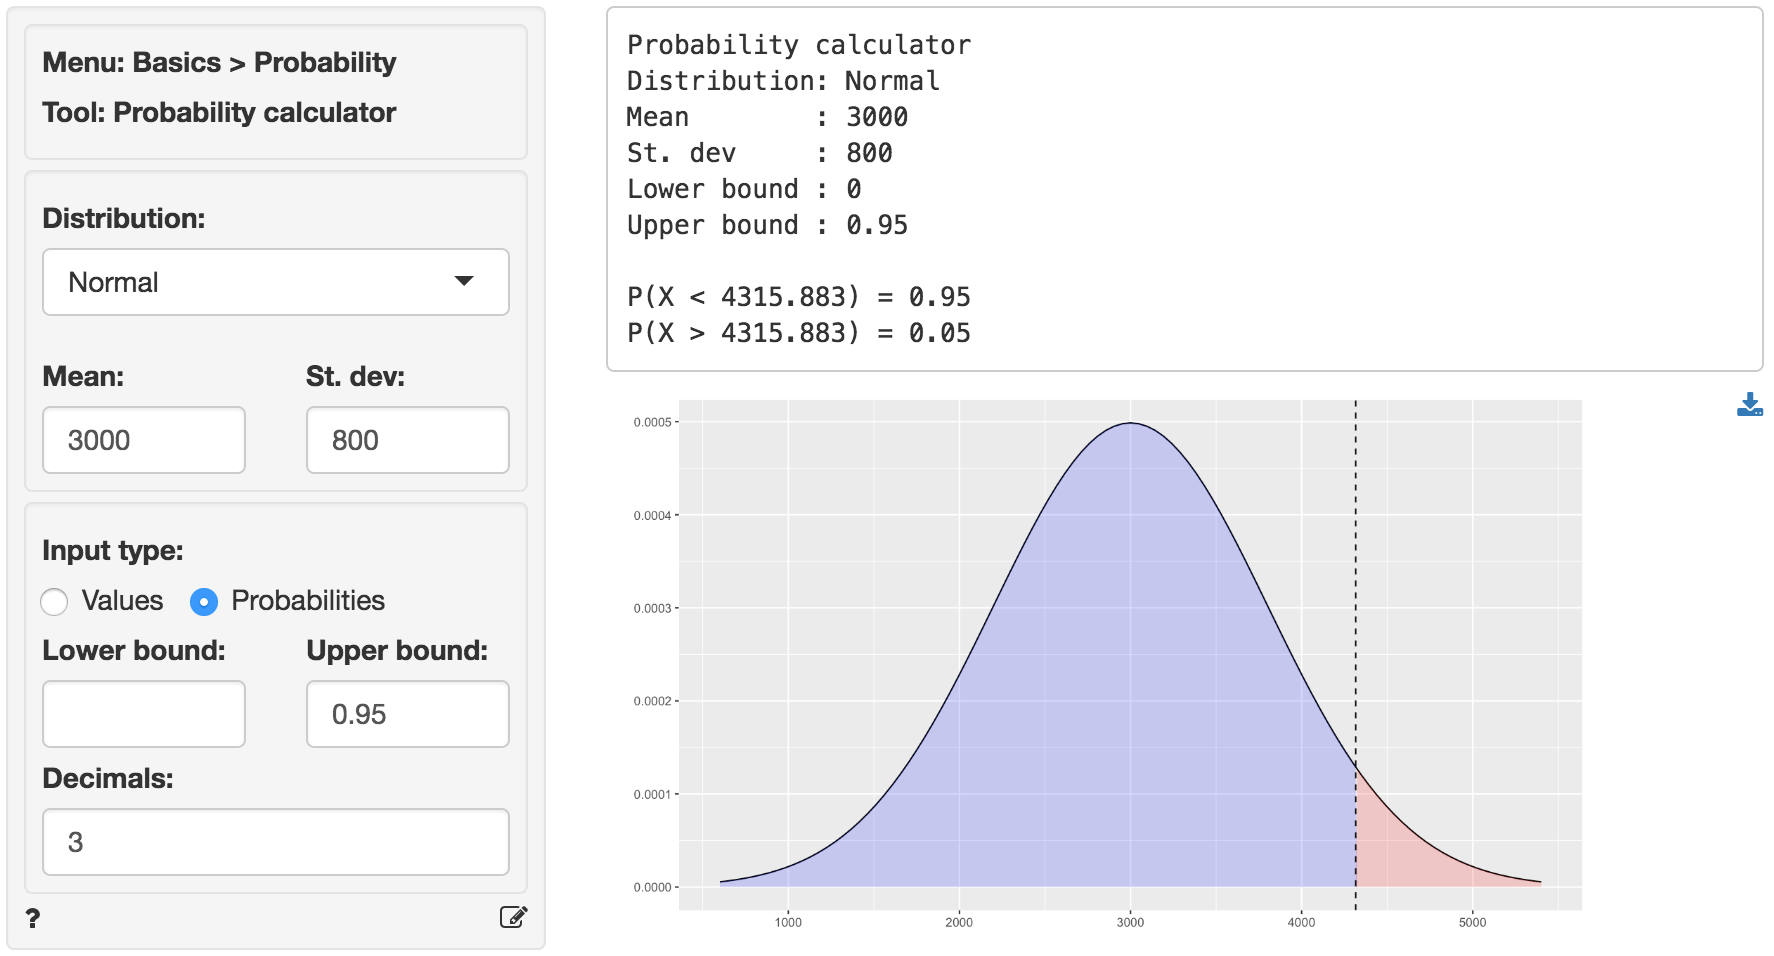 Menu: Basics > Probability
Tool: Probability calculator
Distribution:
Normal
Mean: St. dev:
3000 800
Input type:
Values Probabilities
Lower bound: Upper bound:
0.95
Decimals:
3
?
Probability calculator
Distribution: Normal
Mean : 3000
St. dev : 800
Lower bound : 0
Upper bound : 0.95
P(X < 4315.883) = 0.95
P(X > 4315.883) = 0.05
0.0005
0.0004
0.0003
0.0002
0.0001
0.0000
1000 2000 3000 4000 5000